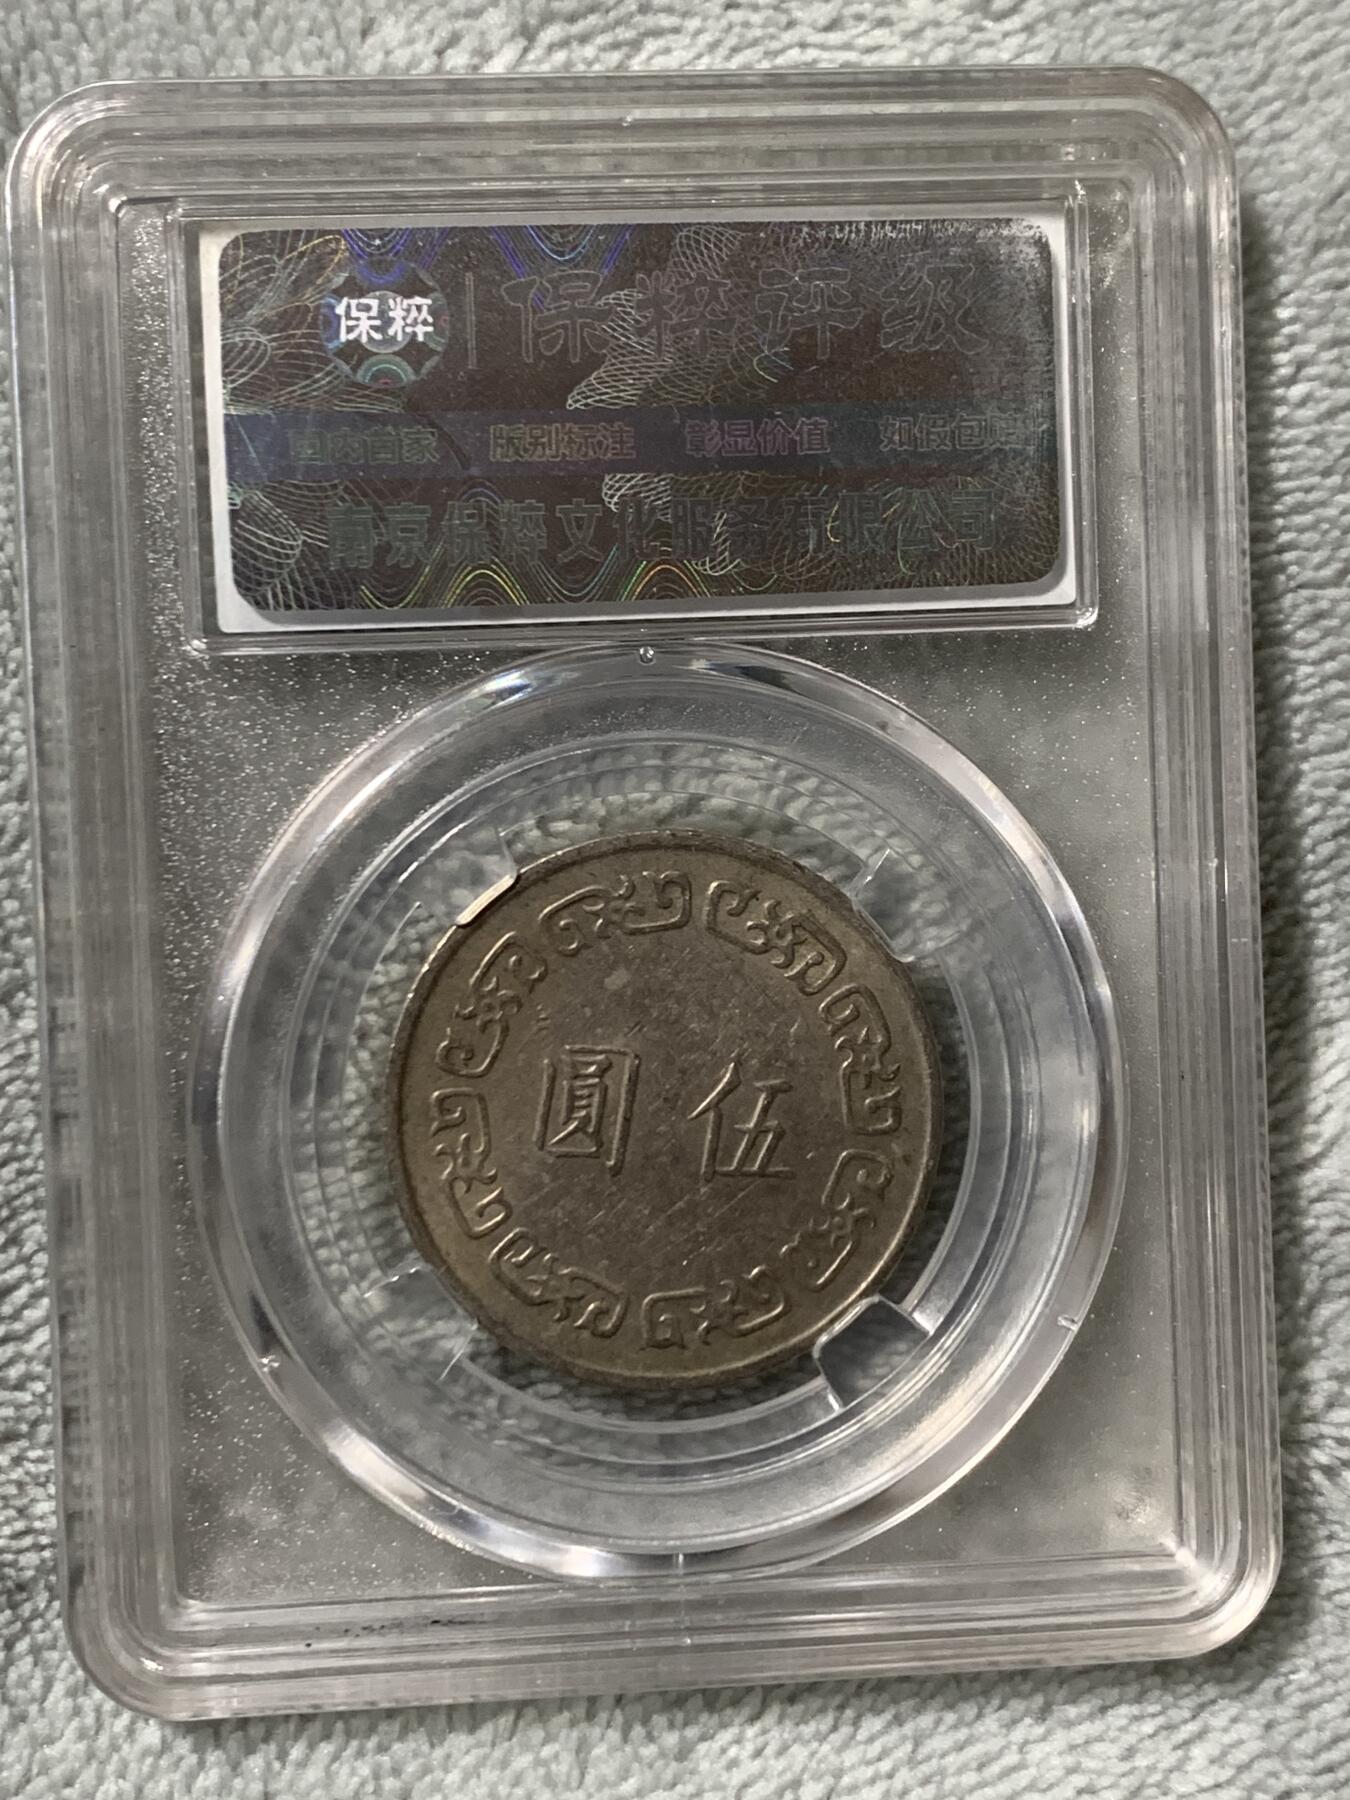 保粹 保粹评级
国内首家 版别标注 彰显价值 如假包赔
南京保粹文化服务有限公司
圓 伍